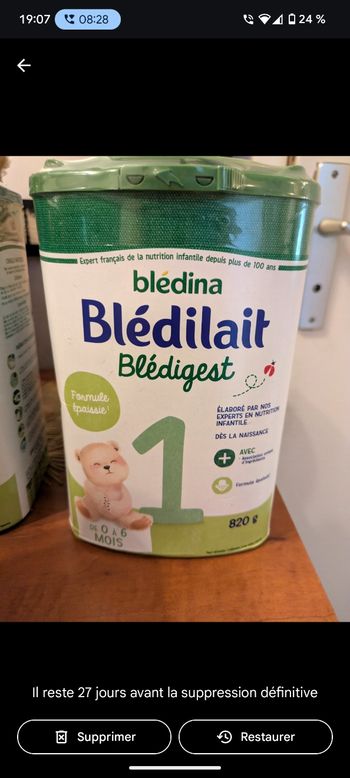 19:07 08:28 24 %
Expert français de la nutrition infantile depuis plus de 100 ans
blédina
Blédilait
Blédigest
Formule
épaissie
1
ÉLABORÉ PAR NOS
EXPERTS EN NUTRITION
INFANTILE
DÈS LA NAISSANCE
AVEC
DE 0 À 6
MOIS
820 g
Il reste 27 jours avant la suppression définitive
Supprimer
Restaurer